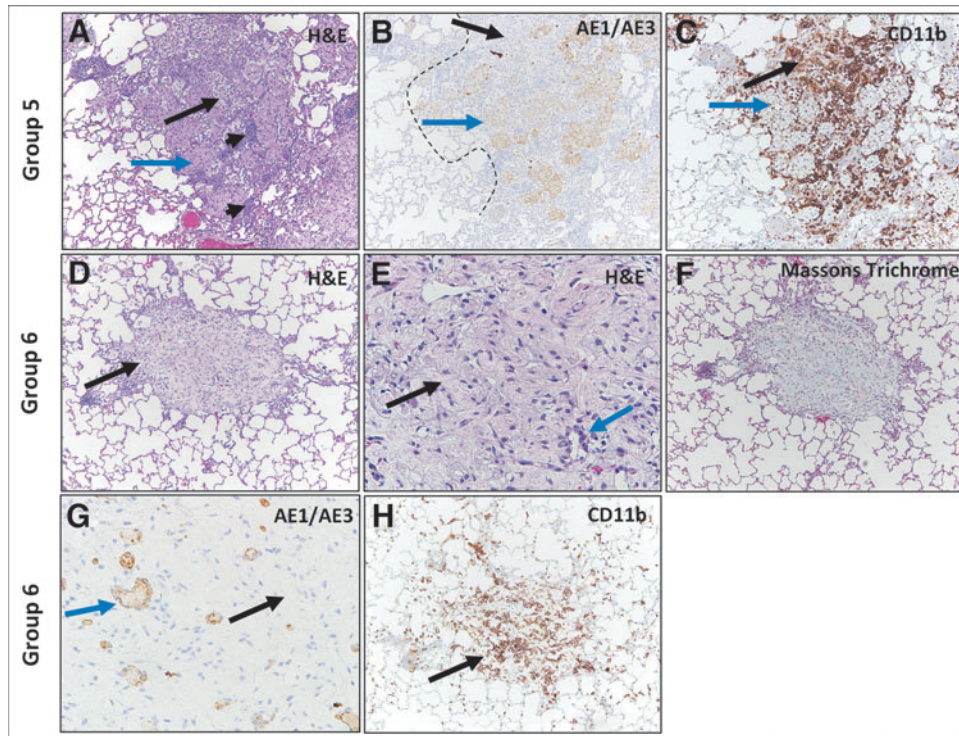 A
H&E
B
AE1/AE3
C
CD11b
Group 5
D
H&E
E
H&E
F
Massons Trichrome
Group 6
G
AE1/AE3
H
CD11b
Group 6